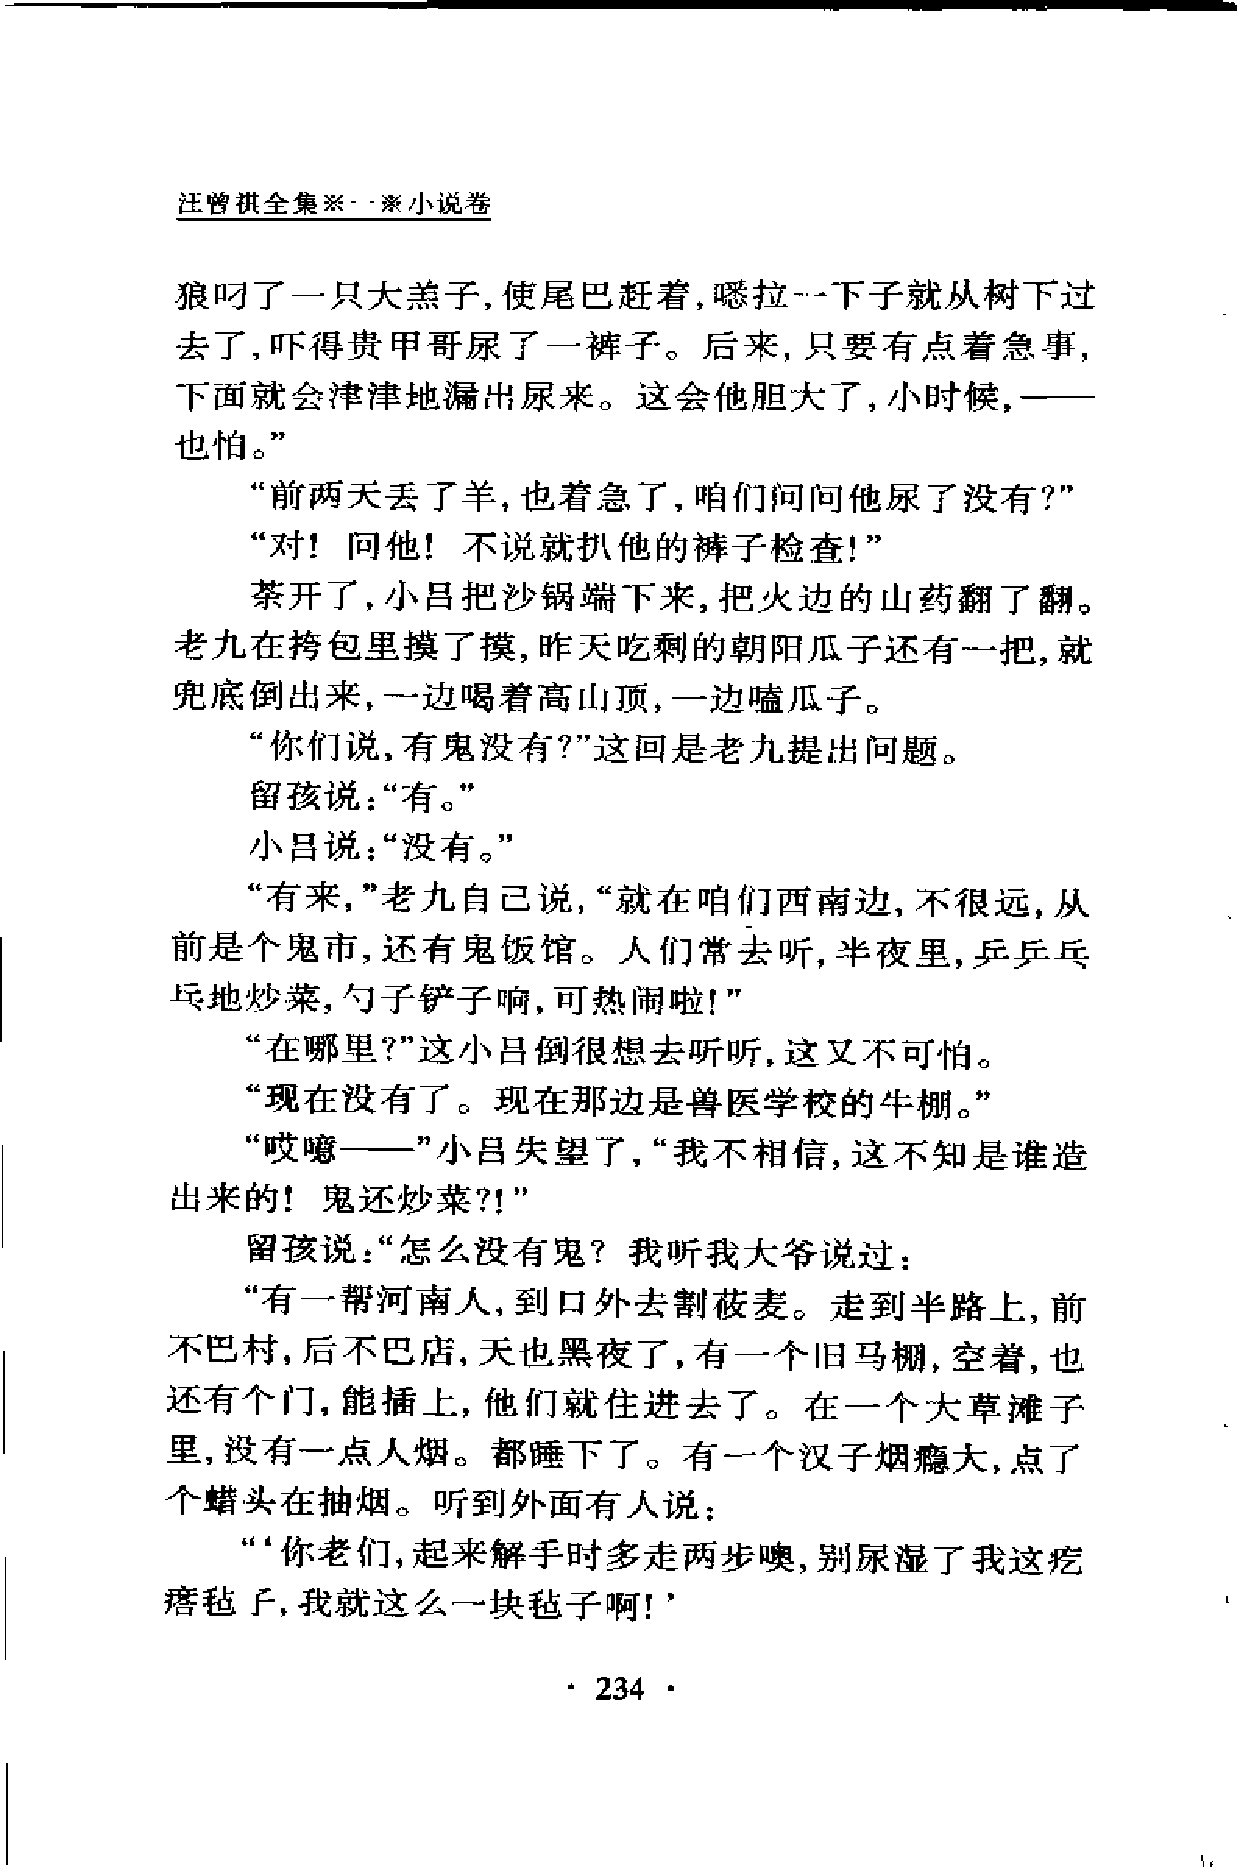 汪曾祺全集※一※小说卷
狼叼了一只大羔子,使尾巴赶着,噁拉一下子就从树下过
去了,吓得贵甲哥尿了一裤子。后来,只要有点着急事,
下面就会津津地漏出尿来。这会他胆大了,小时候,——
也怕。”
“前两天丢了羊,也着急了,咱们问问他尿了没有?”
“对! 问他! 不说就扒他的裤子检查!”
茶开了,小吕把沙锅端下来,把火边的山药翻了翻。
老九在挎包里摸了摸,昨天吃剩的朝阳瓜子还有一把,就
兜底倒出来,一边喝着高山顶,一边嗑瓜子。
“你们说,有鬼没有?”这回是老九提出问题。
留孩说:“有。”
小吕说:“没有。”
“有来,”老九自己说,“就在咱们西南边,不很远,从
前是个鬼市,还有鬼饭馆。人们常去听,半夜里,乒乒乓
乓地炒菜,勺子铲子响,可热闹啦!”
“在哪里?”这小吕倒很想去听听,这又不可怕。
“现在没有了。现在那边是兽医学校的牛棚。”
“哎噫——”小吕失望了,“我不相信,这不知是谁造
出来的! 鬼还炒菜?!”
留孩说:“怎么没有鬼? 我听我大爷说过:
“有一帮河南人,到口外去割莜麦。走到半路上,前
不巴村,后不巴店,天也黑夜了,有一个旧马棚,空着,也
还有个门,能插上,他们就住进去了。在一个大草滩子
里,没有一点人烟。都睡下了。有一个汉子烟瘾大,点了
个蜡头在抽烟。听到外面有人说:
“‘你老们,起来解手时多走两步噢,别尿湿了我这疙
瘩毡子,我就这么一块毡子啊!’
· 234 ·